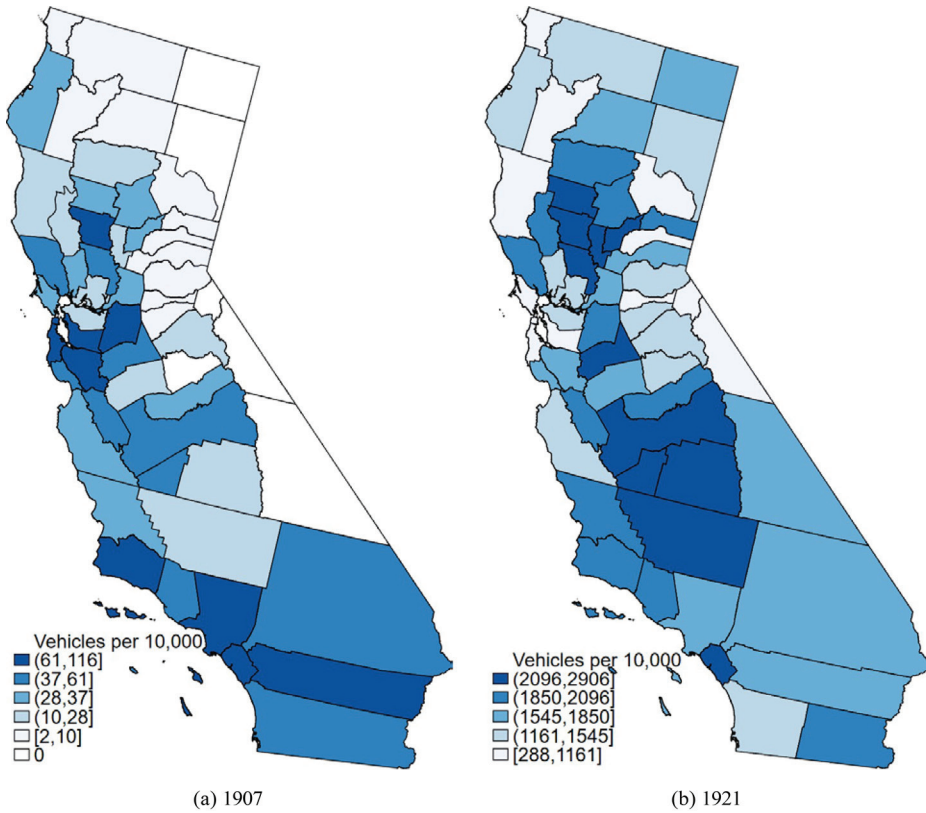 Vehicles per 10,000
(61,116]
(37,61]
(28,37]
(10,28]
[2,10]
0
(a) 1907
Vehicles per 10,000
(2096,2906]
(1850,2096]
(1545,1850]
(1161,1545]
[288,1161]
(b) 1921